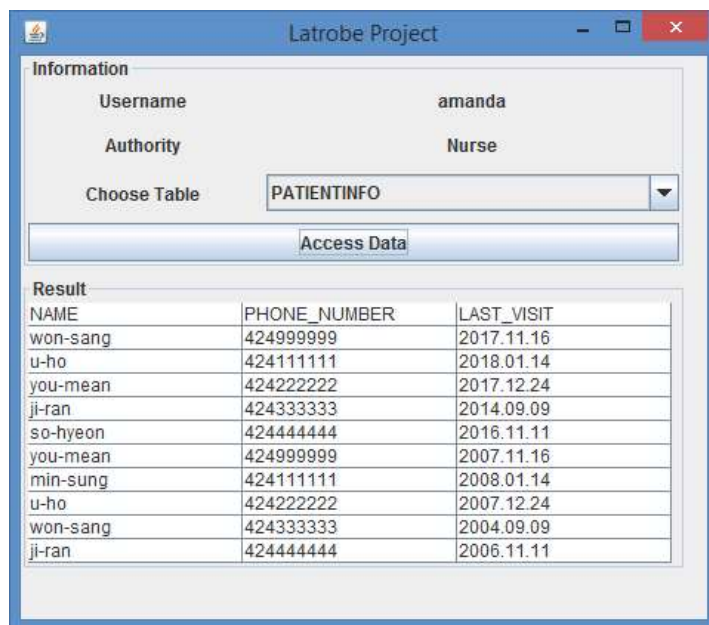 Latrobe Project
Information
Username amanda
Authority Nurse
Choose Table PATIENTINFO
Access Data
Result
NAME PHONE_NUMBER LAST_VISIT
won-sang 424999999 2017.11.16
u-ho 424111111 2018.01.14
you-mean 424222222 2017.12.24
ji-ran 424333333 2014.09.09
so-hyeon 424444444 2016.11.11
you-mean 424999999 2007.11.16
min-sung 424111111 2008.01.14
u-ho 424222222 2007.12.24
won-sang 424333333 2004.09.09
ji-ran 424444444 2006.11.11